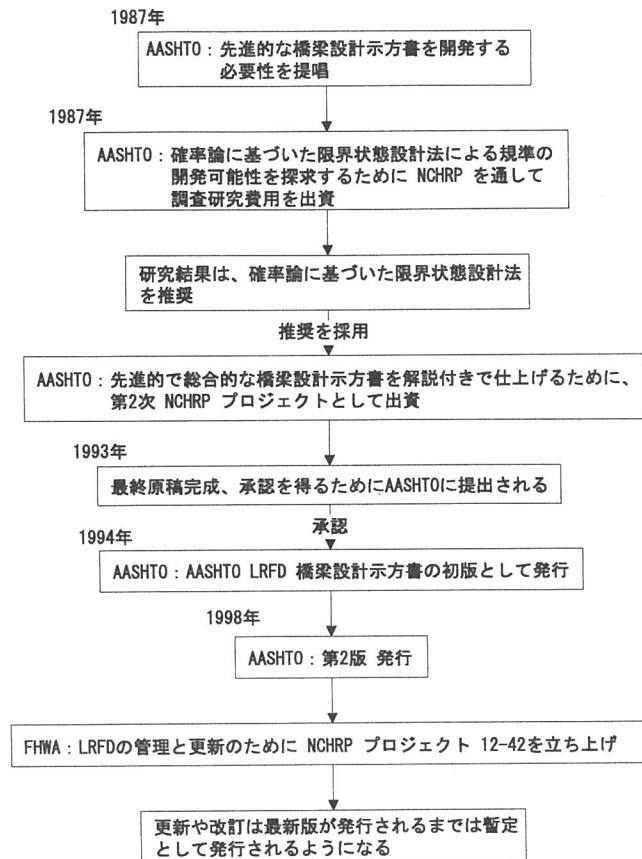 1987年
AASHTO：先進的な橋梁設計示方書を開発する
必要性を提唱
1987年
AASHTO：確率論に基づいた限界状態設計法による規準の
開発可能性を探求するために NCHRP を通して
調査研究費用を出資
研究結果は、確率論に基づいた限界状態設計法
を推奨
推奨を採用
AASHTO：先進的で総合的な橋梁設計示方書を解説付きで仕上げるために、
第2次 NCHRP プロジェクトとして出資
1993年
最終原稿完成、承認を得るためにAASHTOに提出される
承認
1994年
AASHTO：AASHTO LRFD 橋梁設計示方書の初版として発行
1998年
AASHTO：第2版 発行
FHWA：LRFDの管理と更新のために NCHRP プロジェクト 12-42を立ち上げ
更新や改訂は最新版が発行されるまでは暫定
として発行されるようになる